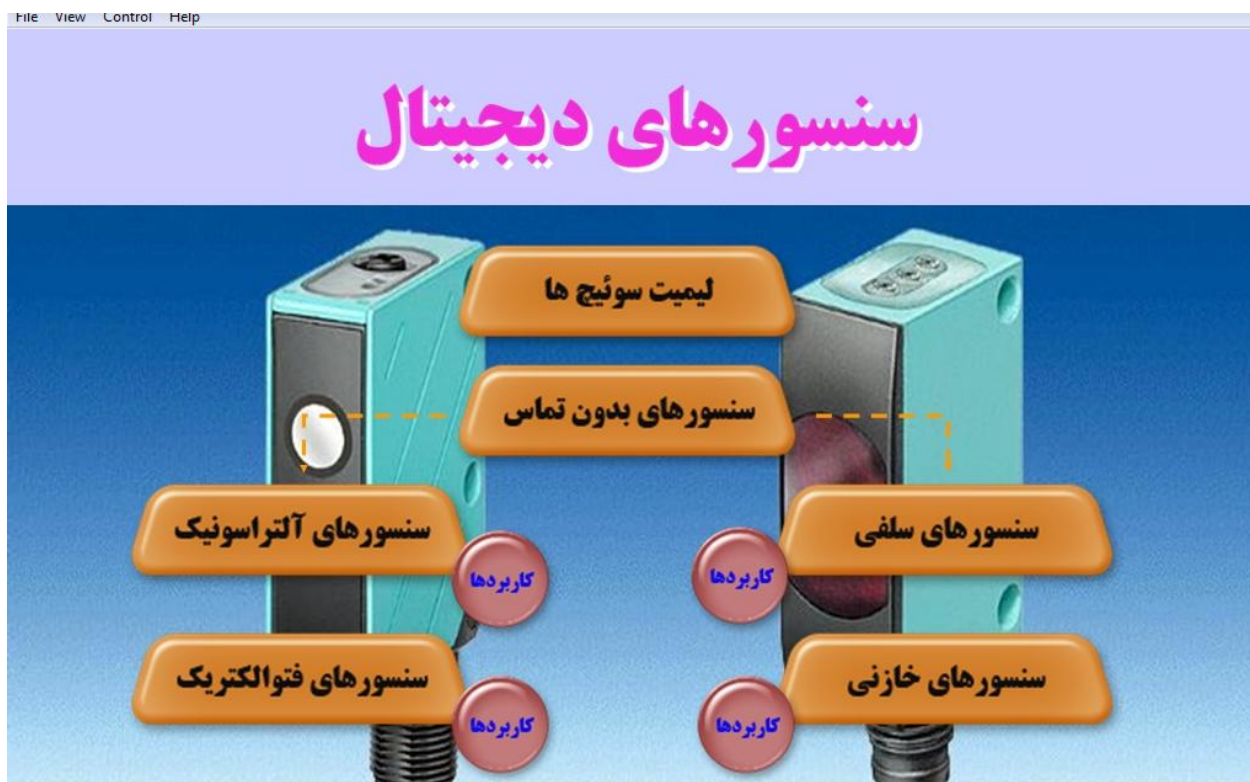 File View Control Help
سنسورهای دیجیتال
لیمیت سوئیچ ها
سنسورهای بدون تماس
سنسورهای سلفی
سنسورهای آلتراسونیک
کاربردها
کاربردها
سنسورهای خازنی
سنسورهای فتوالکتریک
کاربردها
کاربردها